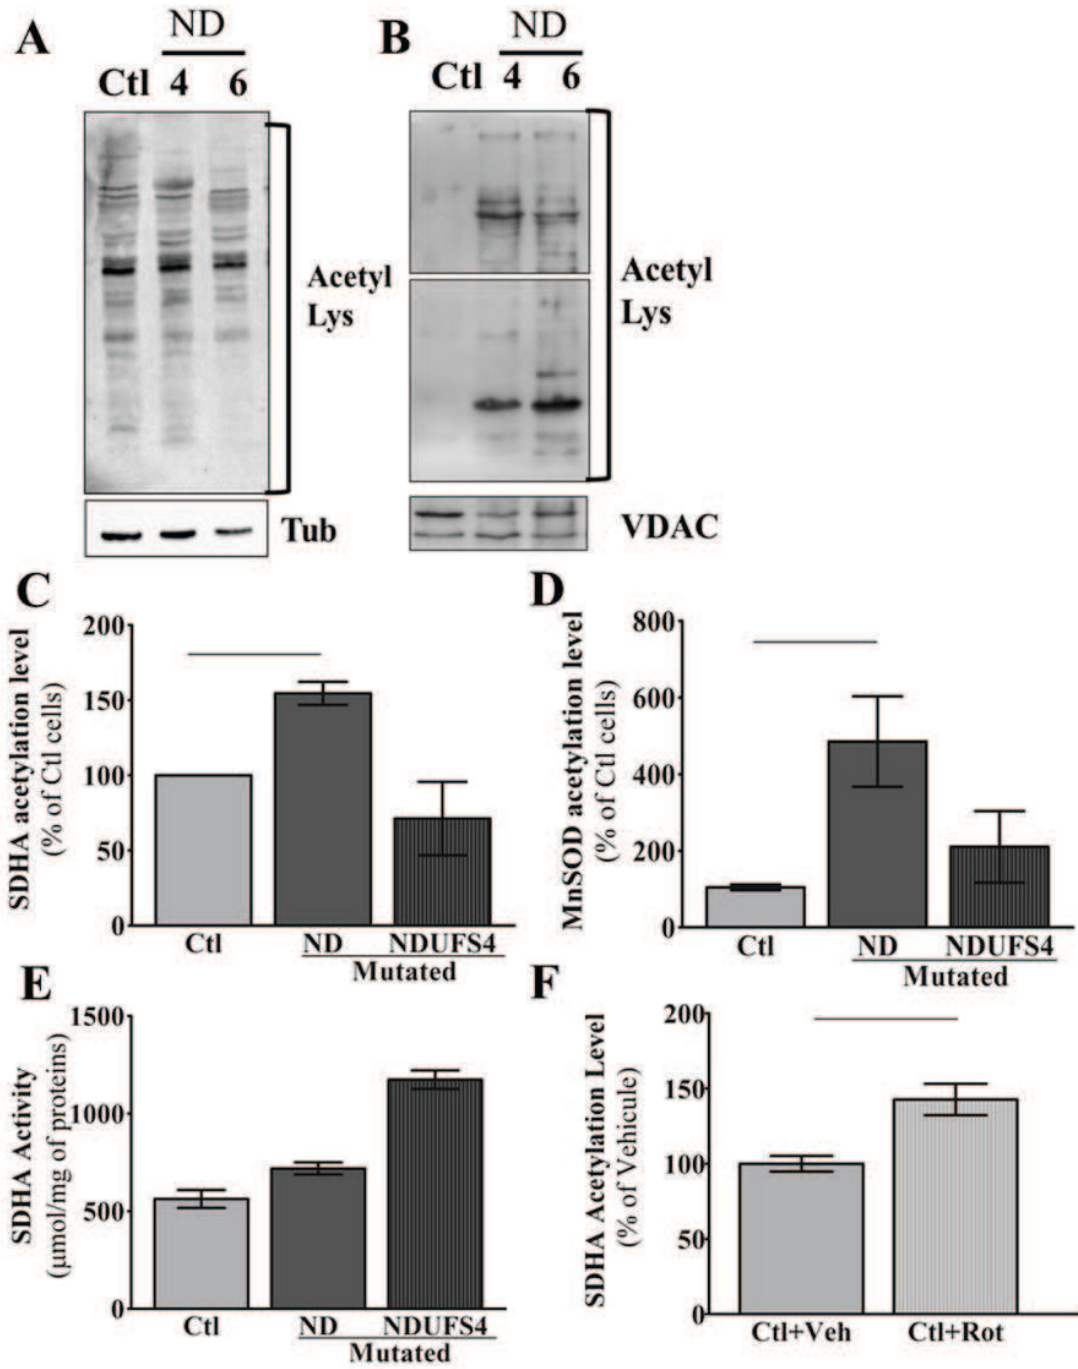 A
ND
Ctl 4 6
Acetyl
Lys
Tub
B
ND
Ctl 4 6
Acetyl
Lys
VDAC
C
SDHA acetylation level
(% of Ctl cells)
200
150
100
50
0
Ctl
ND
NDUFS4
Mutated
D
MnSOD acetylation level
(% of Ctl cells)
800
600
400
200
0
Ctl
ND
NDUFS4
Mutated
E
SDHA Activity
(µmol/mg of proteins)
1500
1000
500
0
Ctl
ND
NDUFS4
Mutated
F
SDHA Acetylation Level
(% of Vehicule)
200
150
100
50
0
Ctl+Veh
Ctl+Rot